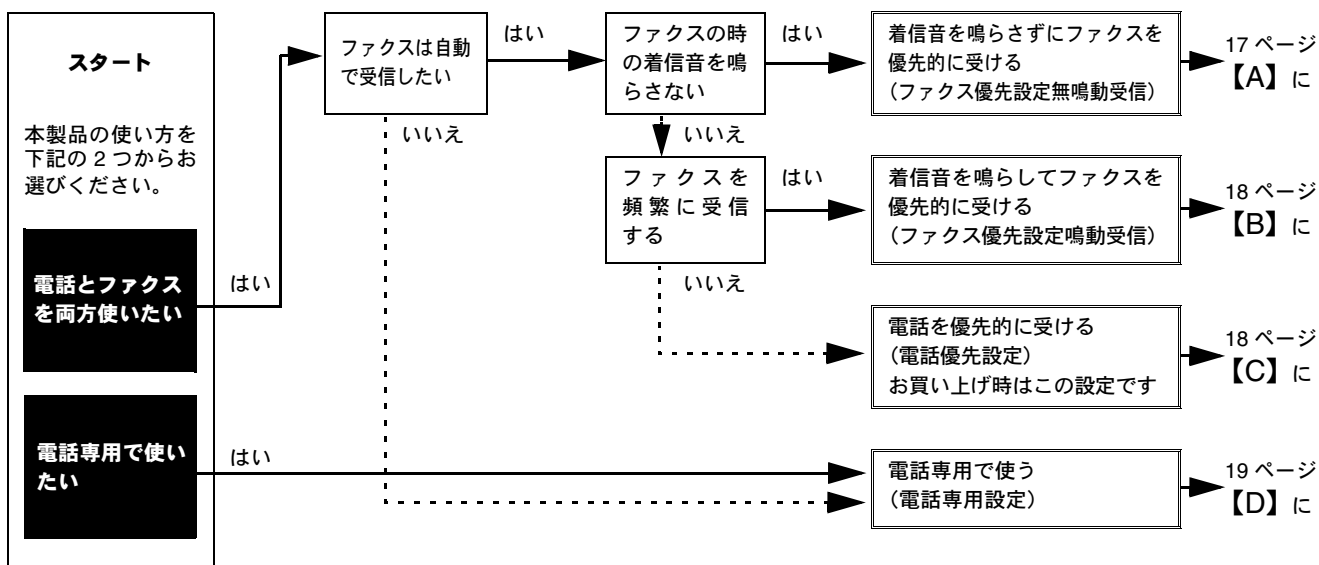 スタート
本製品の使い方を
下記の 2 つからお
選びください。
電話とファクス
を両方使いたい
はい
電話専用で使い
たい
はい
ファクスは自動
で受信したい
はい
いいえ
ファクスの時
の着信音を鳴
らさない
はい
いいえ
ファクスを
頻繁に受信
する
はい
いいえ
着信音を鳴らさずにファクスを
優先的に受ける
（ファクス優先設定無鳴動受信）
17 ページ
【A】に
着信音を鳴らしてファクスを
優先的に受ける
（ファクス優先設定鳴動受信）
18 ページ
【B】に
電話を優先的に受ける
（電話優先設定）
お買い上げ時はこの設定です
18 ページ
【C】に
電話専用で使う
（電話専用設定）
19 ページ
【D】に